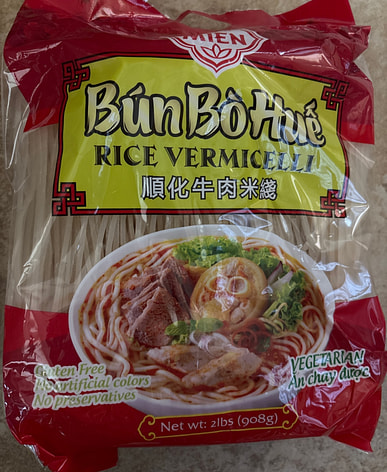 MIEN
Bún Bò Huế
RICE VERMICELLI
順化牛肉米綫
Gluten Free
No artificial colors
No preservatives
VEGETARIAN
Ăn chay được
Net wt: 2lbs (908g)